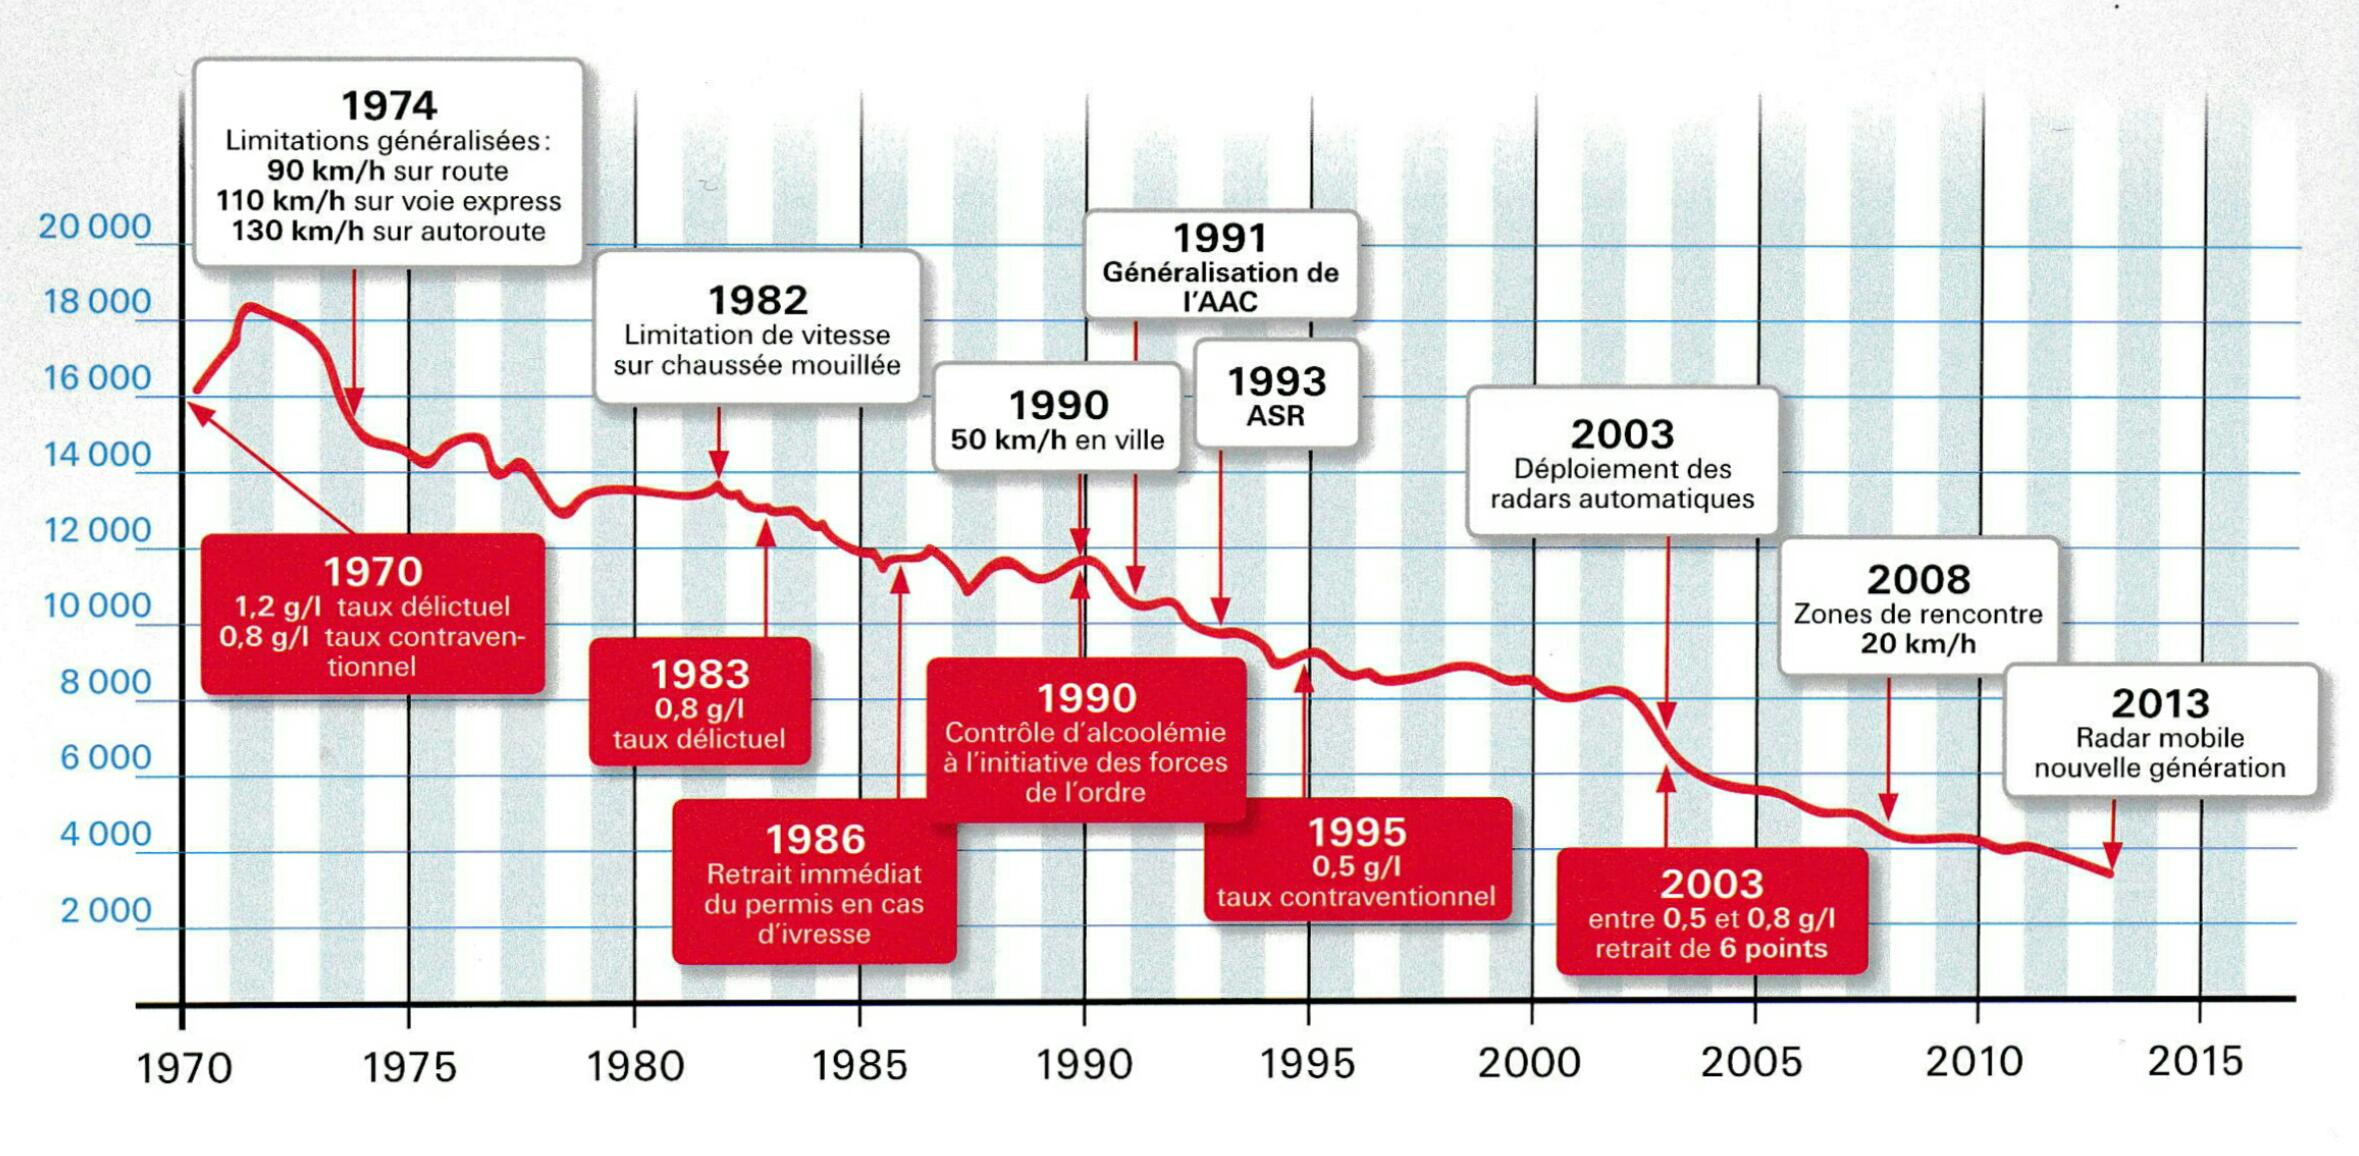 1974
Limitations généralisées :
90 km/h sur route
110 km/h sur voie express
130 km/h sur autoroute
1982
Limitation de vitesse
sur chaussée mouillée
1991
Généralisation de
l'AAC
1990
50 km/h en ville
1993
ASR
2003
Déploiement des
radars automatiques
2008
Zones de rencontre
20 km/h
2013
Radar mobile
nouvelle génération
20 000
18 000
16 000
14 000
12 000
10 000
8 000
6 000
4 000
2 000
1970
1,2 g/l taux délictuel
0,8 g/l taux contraven-
tionnel
1983
0,8 g/l
taux délictuel
1986
Retrait immédiat
du permis en cas
d'ivresse
1990
Contrôle d'alcoolémie
à l'initiative des forces
de l'ordre
1995
0,5 g/l
taux contraventionnel
2003
entre 0,5 et 0,8 g/l
retrait de 6 points
1970 1975 1980 1985 1990 1995 2000 2005 2010 2015